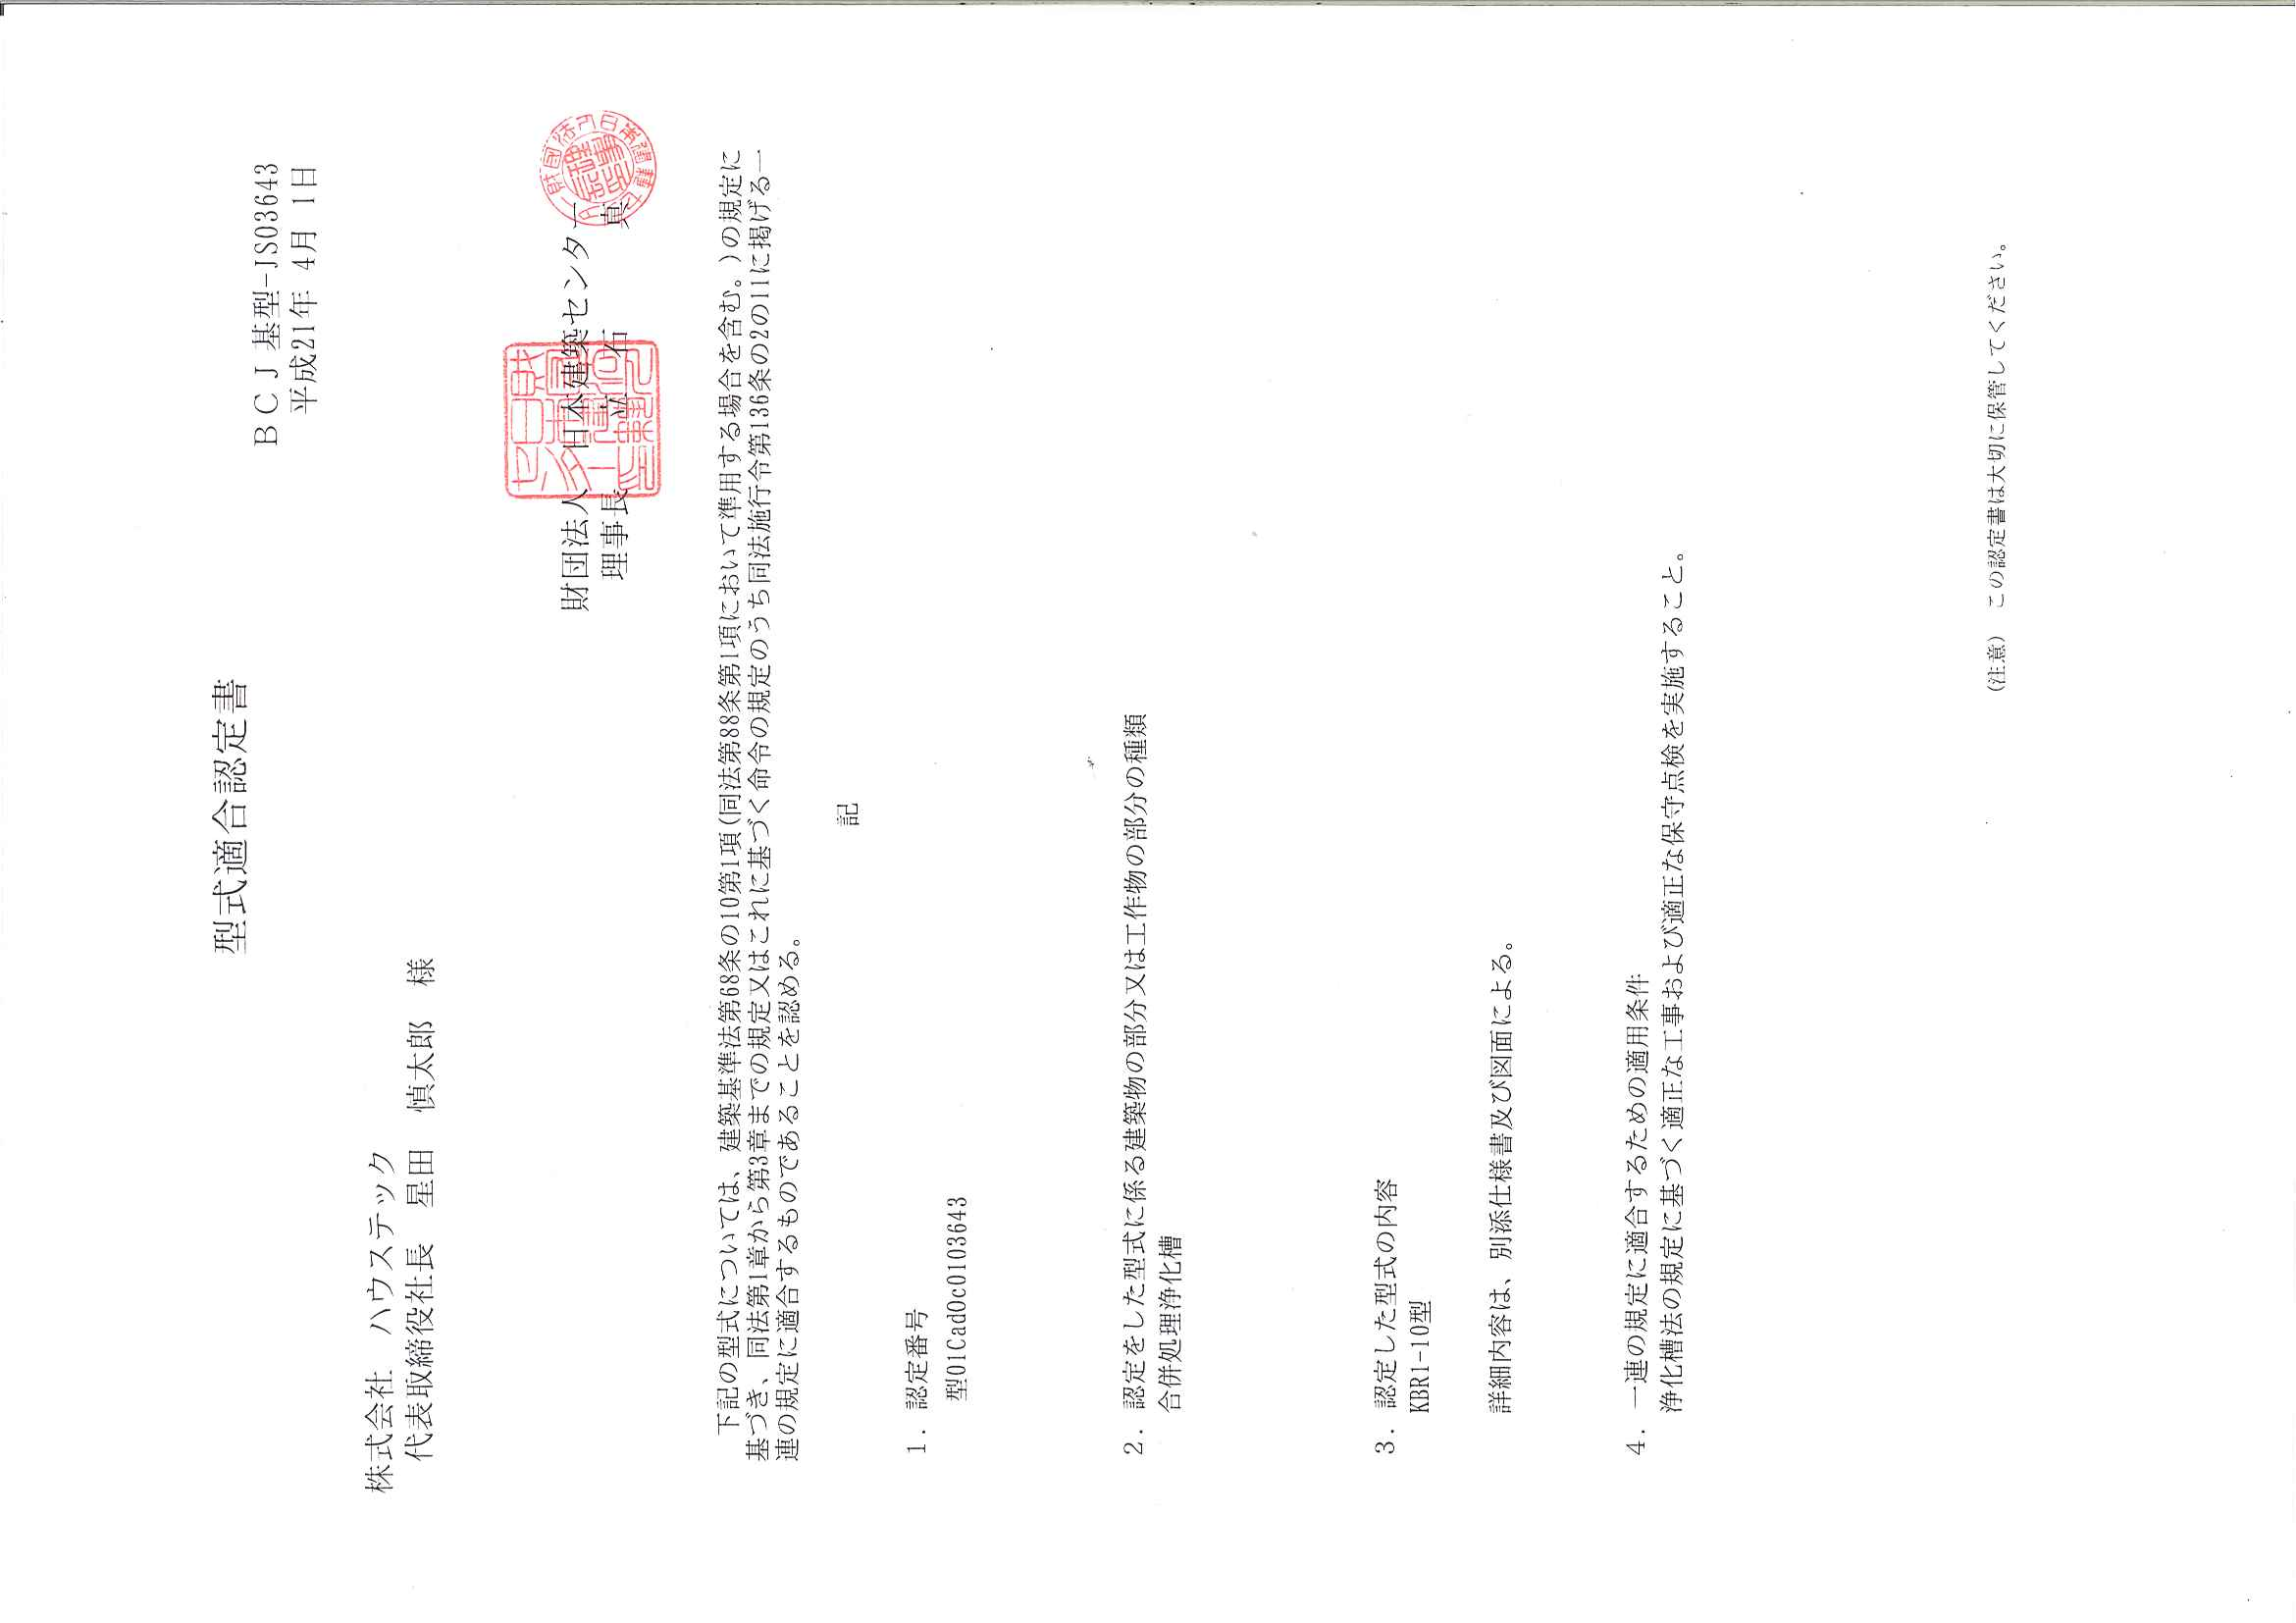 型式適合認定書
ＢＣＪ基型-JS03643
平成21年 4月 1日
株式会社 ハウステック
代表取締役社長 星田 慎太郎 様
財団法人 日本建築センター
理事長 立石 真
下記の型式については、建築基準法第68条の10第1項(同法第88条第1項において準用する場合を含む。)の規定に
基づき、同法第1章から第3章までの規定又はこれに基づく命令の規定のうち同法施行令第136条の2の11に掲げる一
連の規定に適合するものであることを認める。
記
1. 認定番号
型01Cad0c0103643
2. 認定をした型式に係る建築物の部分又は工作物の部分の種類
合併処理浄化槽
3. 認定した型式の内容
KBR1-10型
詳細内容は、別添仕様書及び図面による。
4. 一連の規定に適合するための適用条件
浄化槽法の規定に基づく適正な工事および適正な保守点検を実施すること。
(注意) この認定書は大切に保管してください。